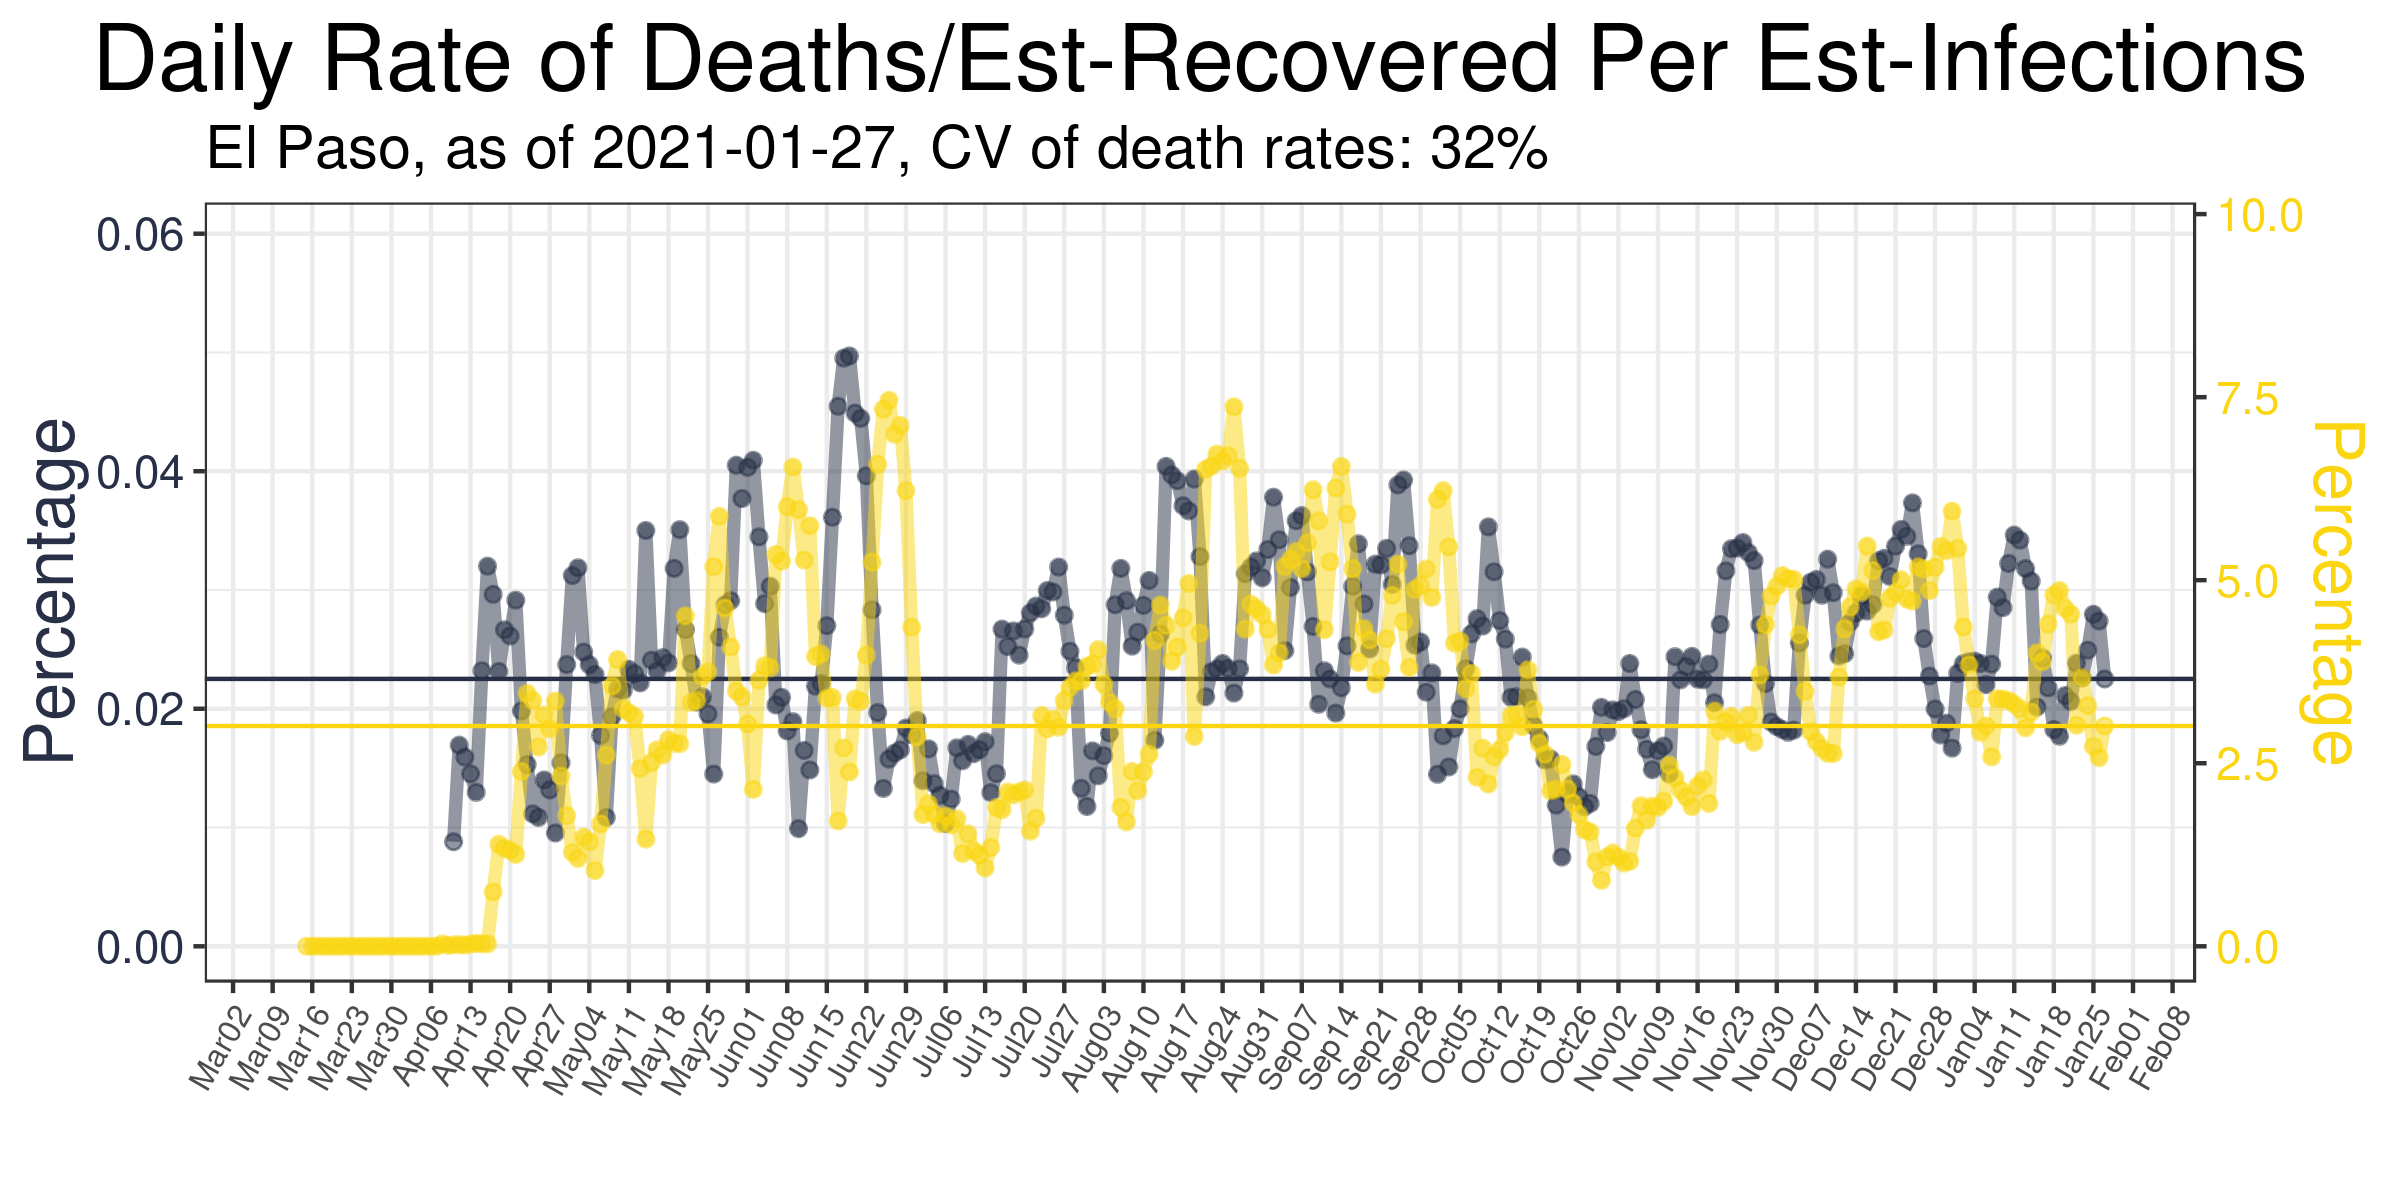 Daily Rate of Deaths/Est-Recovered Per Est-Infections
El Paso, as of 2021-01-27, CV of death rates: 32%
Percentage
0.06
0.04
0.02
0.00
10.0
7.5
5.0
2.5
0.0
Percentage
Mar02
Mar09
Mar16
Mar23
Mar30
Apr06
Apr13
Apr20
Apr27
May04
May11
May18
May25
Jun01
Jun08
Jun15
Jun22
Jun29
Jul06
Jul13
Jul20
Jul27
Aug03
Aug10
Aug17
Aug24
Aug31
Sep07
Sep14
Sep21
Sep28
Oct05
Oct12
Oct19
Oct26
Nov02
Nov09
Nov16
Nov23
Nov30
Dec07
Dec14
Dec21
Dec28
Jan04
Jan11
Jan18
Jan25
Feb01
Feb08